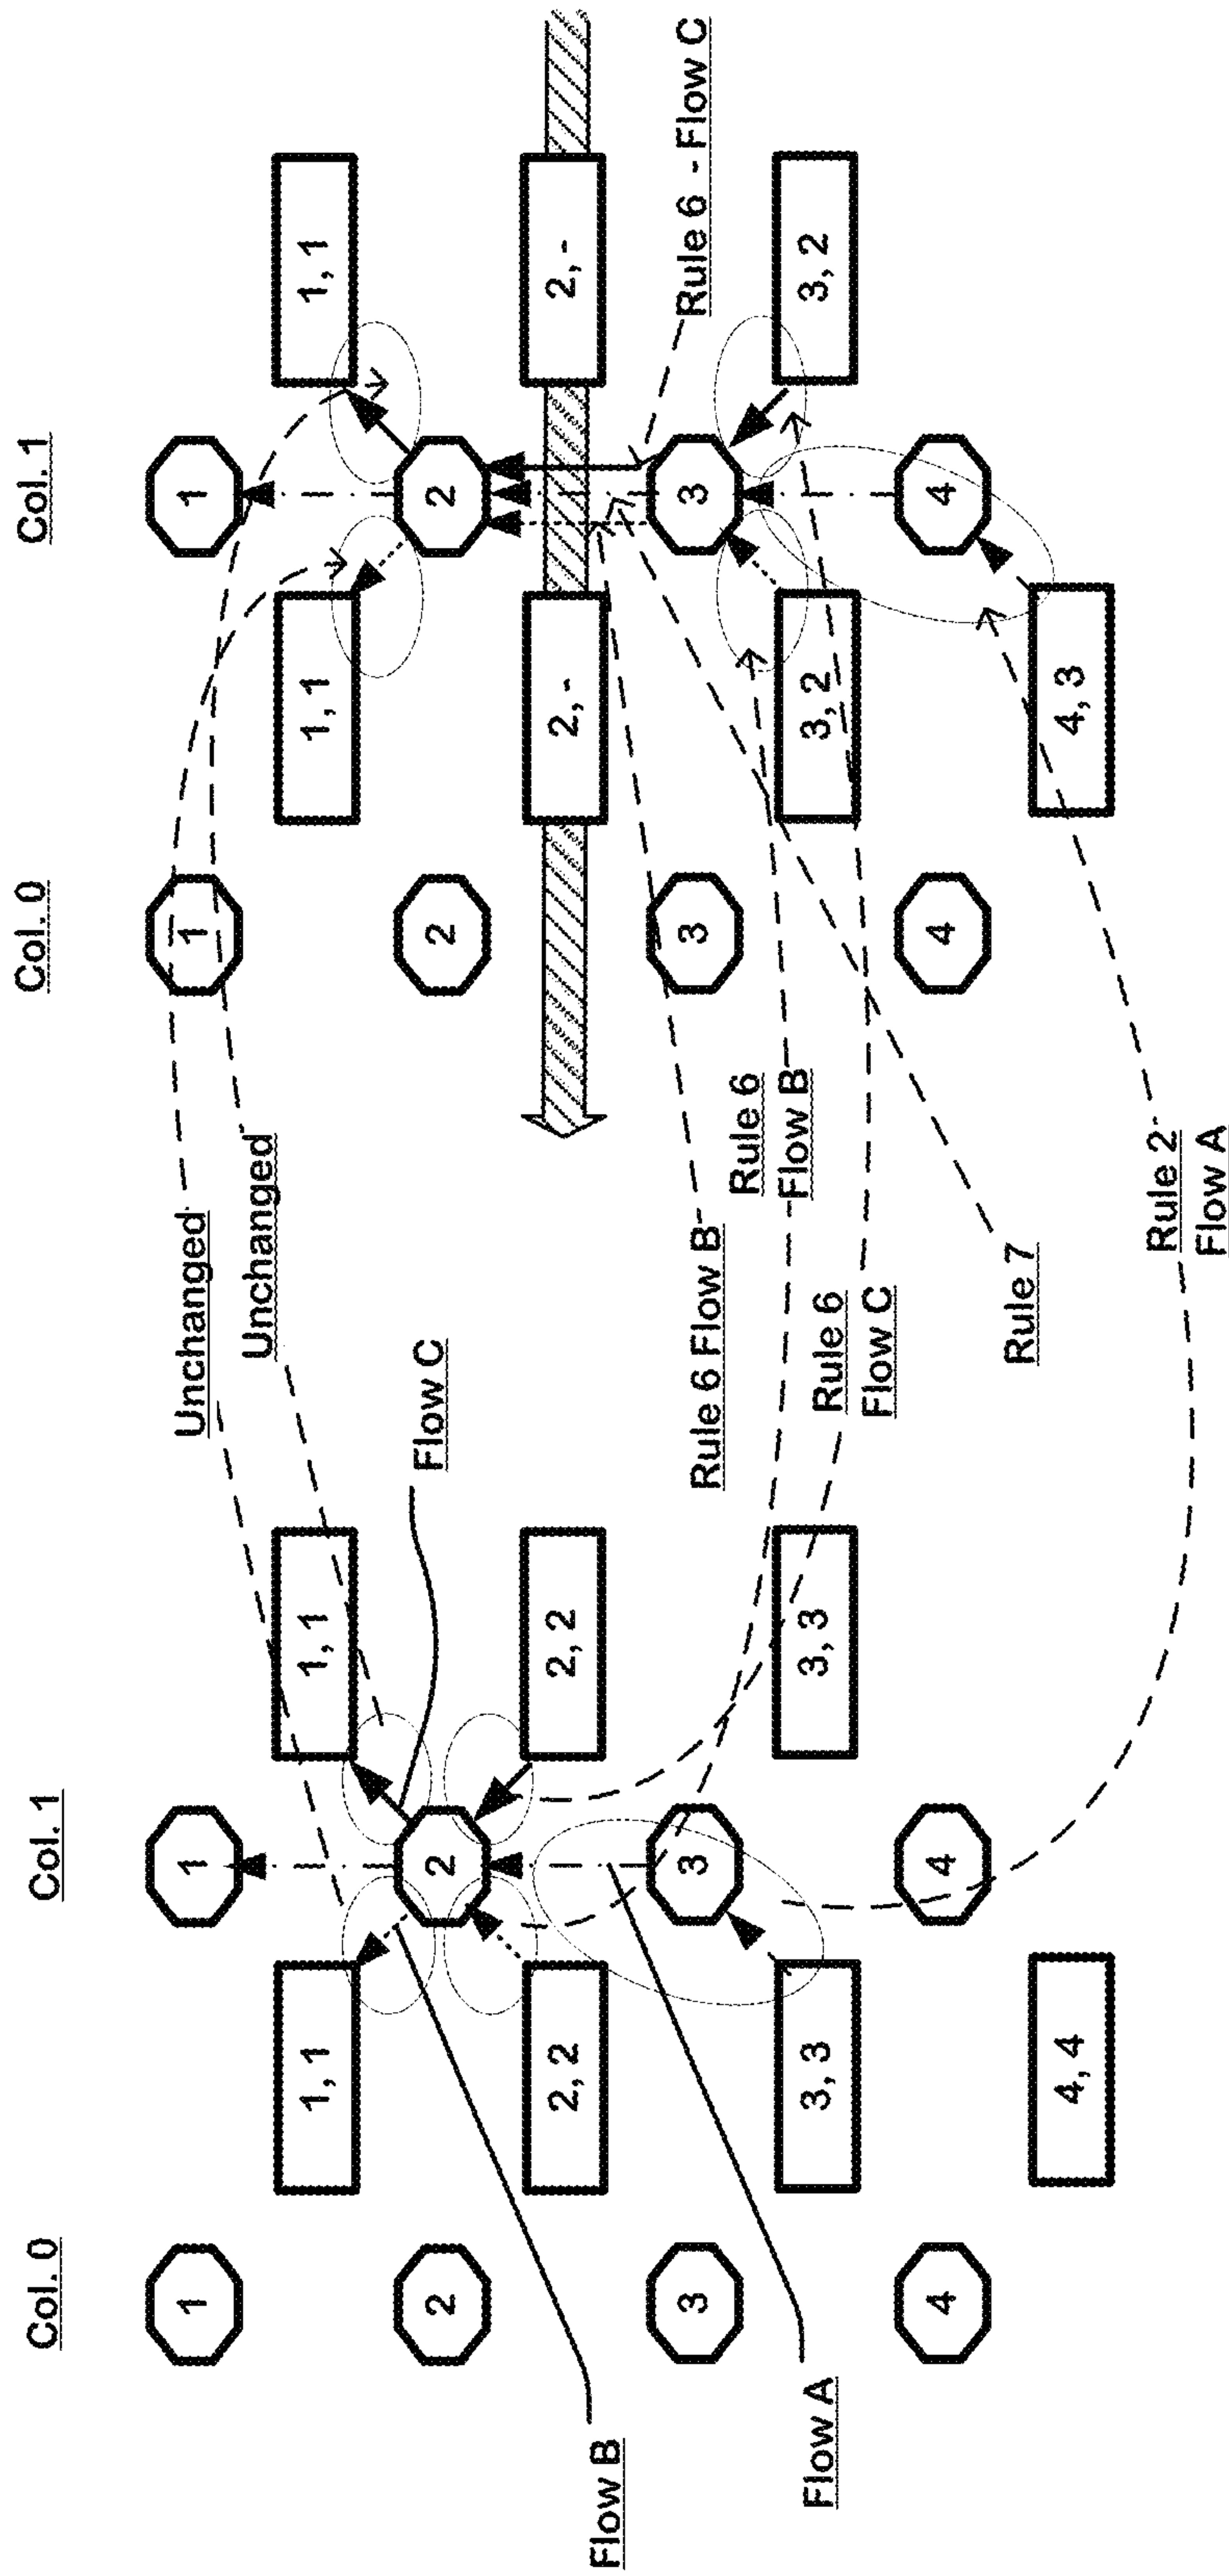 Col. 0
Col. 1
Col. 0
Col. 1
1
1
1
1
Unchanged
Unchanged
1, 1
1, 1
1, 1
1, 1
Flow C
2
2
2
2
Flow B
2, 2
2, 2
2, -
2, -
3
3
3
3
Rule 6 Flow B
Rule 6 - Flow C
Rule 6
Flow B
Flow A
3, 3
3, 3
3, 2
3, 2
Rule 6
Flow C
4
4
4
4
Rule 7
4, 4
4, 3
Rule 2
Flow A